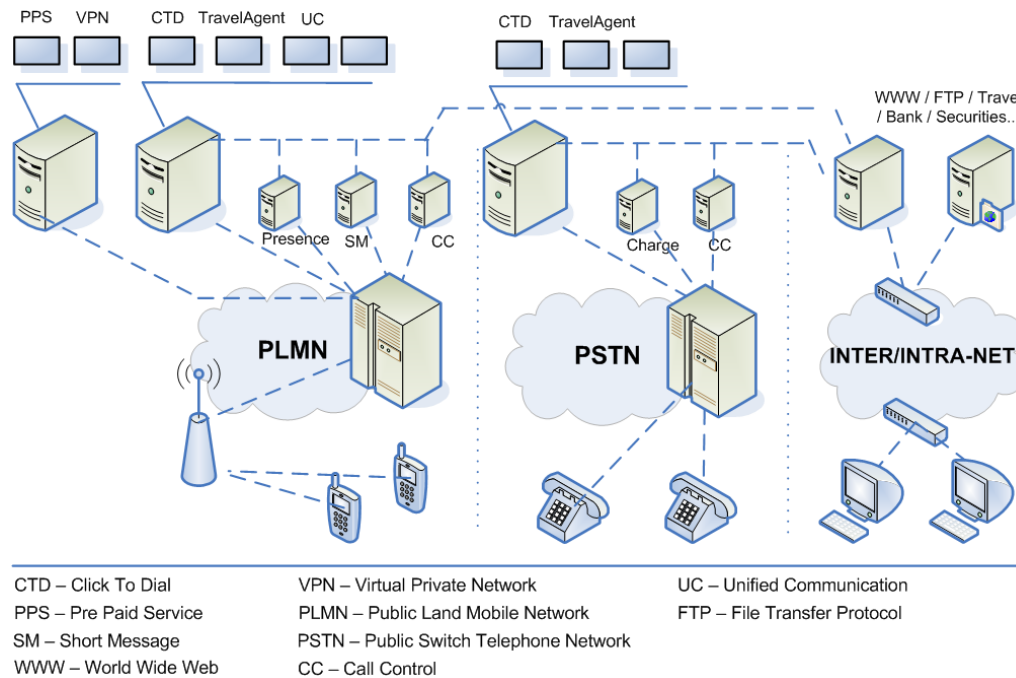 PPS VPN CTD TravelAgent UC CTD TravelAgent
WWW / FTP / Trave
/ Bank / Securities...
Presence SM CC Charge CC
PLMN PSTN INTER/INTRA-NET
CTD – Click To Dial
PPS – Pre Paid Service
SM – Short Message
WWW – World Wide Web
VPN – Virtual Private Network
PLMN – Public Land Mobile Network
PSTN – Public Switch Telephone Network
CC – Call Control
UC – Unified Communication
FTP – File Transfer Protocol